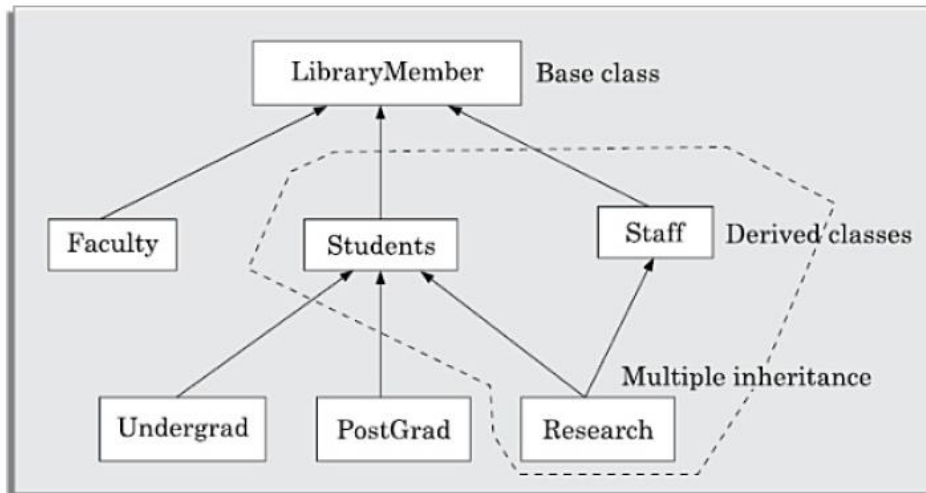 LibraryMember
Base class
Faculty
Students
Staff
Derived classes
Multiple inheritance
Undergrad
PostGrad
Research